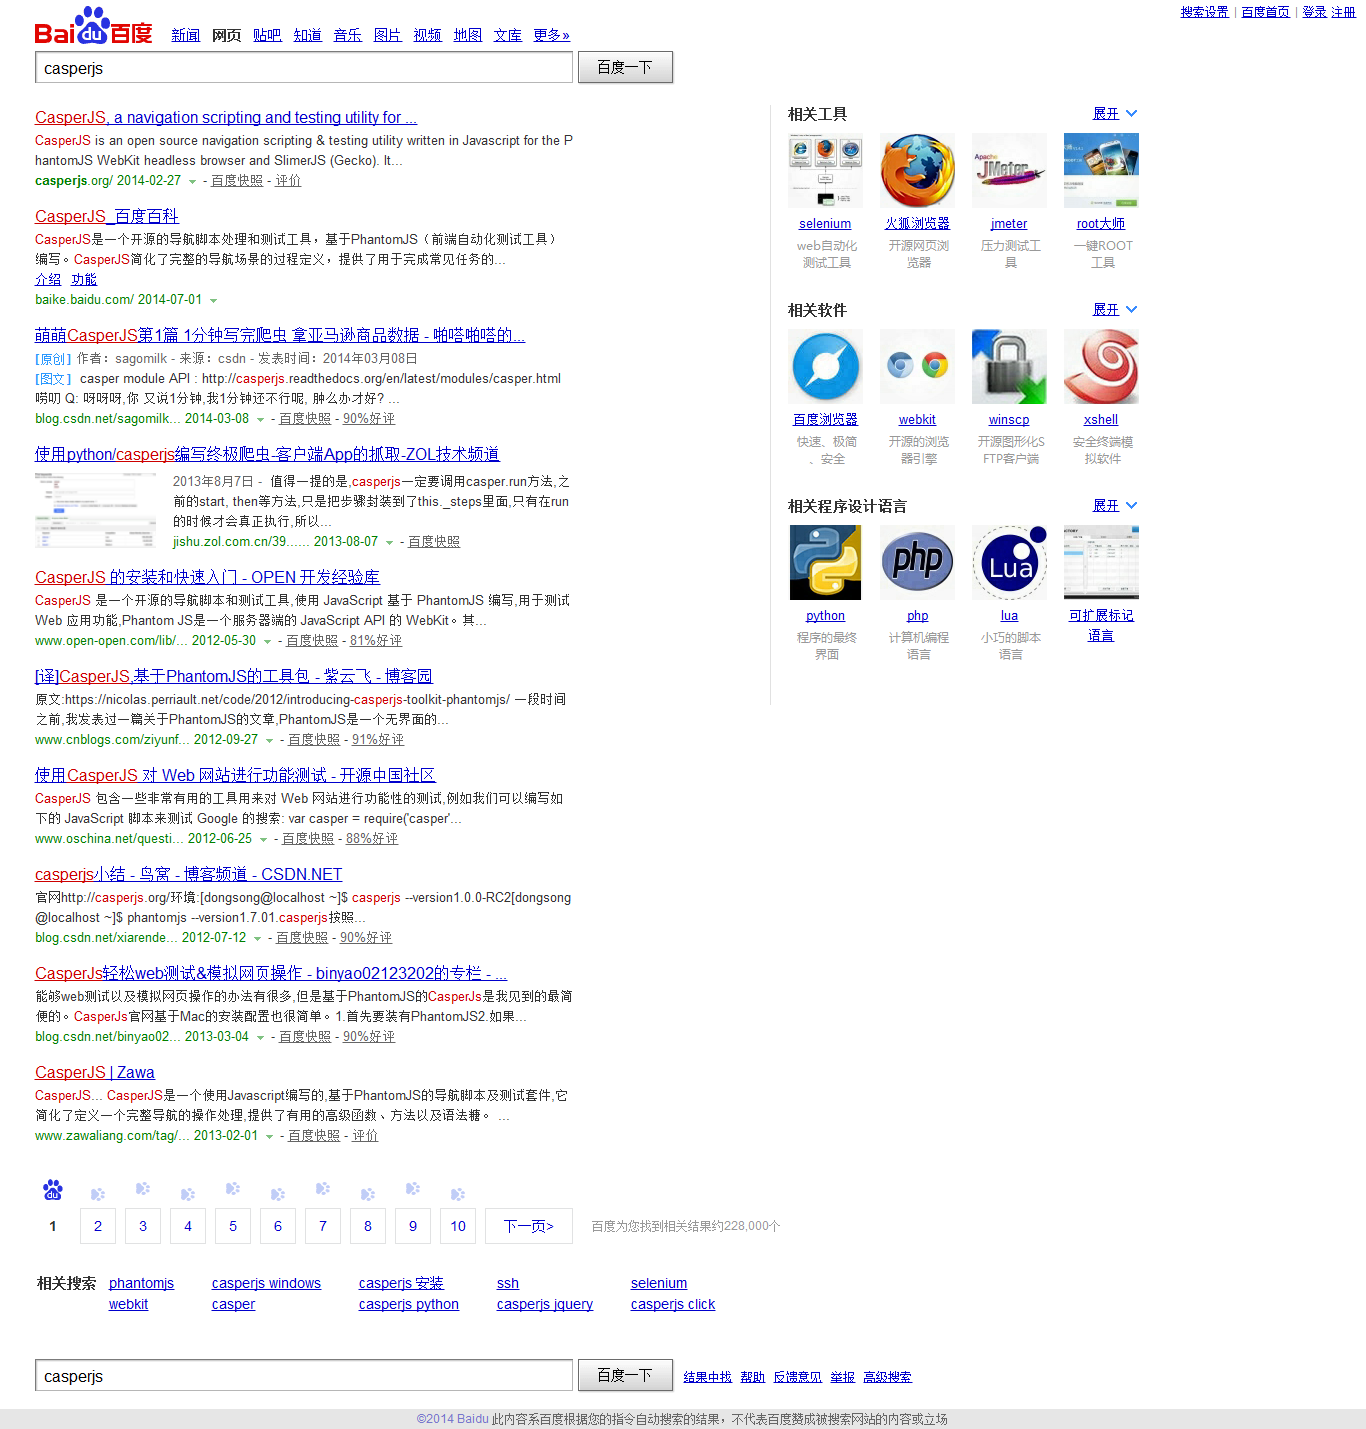 搜索设置 | 百度首页 | 登录 注册
Bai du 百度 新闻 网页 贴吧 知道 音乐 图片 视频 地图 文库 更多»
casperjs 百度一下
CasperJS, a navigation scripting and testing utility for ...
CasperJS is an open source navigation scripting & testing utility written in Javascript for the P
hantomJS WebKit headless browser and SlimerJS (Gecko). It...
casperjs.org/ 2014-02-27 - 百度快照 - 评价
CasperJS_百度百科
CasperJS是一个开源的导航脚本处理和测试工具，基于PhantomJS（前端自动化测试工具）
编写。CasperJS简化了完整的导航场景的过程定义，提供了用于完成常见任务的...
介绍 功能
baike.baidu.com/ 2014-07-01
萌萌CasperJS第1篇 1分钟写完爬虫 拿亚马逊商品数据 - 啪嗒啪嗒的...
[原创] 作者：sagomilk - 来源：csdn - 发表时间：2014年03月08日
[图文] casper module API : http://casperjs.readthedocs.org/en/latest/modules/casper.html
唠叨 Q: 呀呀呀,你 又说1分钟,我1分钟还不行呢, 肿么办才好? ...
blog.csdn.net/sagomilk... 2014-03-08 - 百度快照 - 90%好评
使用python/casperjs编写终极爬虫-客户端App的抓取-ZOL技术频道
2013年8月7日 - 值得一提的是,casperjs一定要调用casper.run方法,之
前的start, then等方法,只是把步骤封装到了this._steps里面,只有在run
的时候才会真正执行,所以...
jishu.zol.com.cn/39...... 2013-08-07 - 百度快照
CasperJS 的安装和快速入门 - OPEN 开发经验库
CasperJS 是一个开源的导航脚本和测试工具,使用 JavaScript 基于 PhantomJS 编写,用于测试
Web 应用功能,Phantom JS是一个服务器端的 JavaScript API 的 WebKit。其...
www.open-open.com/lib/... 2012-05-30 - 百度快照 - 81%好评
[译]CasperJS,基于PhantomJS的工具包 - 紫云飞 - 博客园
原文:https://nicolas.perriault.net/code/2012/introducing-casperjs-toolkit-phantomjs/ 一段时间
之前,我发表过一篇关于PhantomJS的文章,PhantomJS是一个无界面的...
www.cnblogs.com/ziyunf... 2012-09-27 - 百度快照 - 91%好评
使用CasperJS 对 Web 网站进行功能测试 - 开源中国社区
CasperJS 包含一些非常有用的工具用来对 Web 网站进行功能性的测试,例如我们可以编写如
下的 JavaScript 脚本来测试 Google 的搜索: var casper = require('casper'...
www.oschina.net/questi... 2012-06-25 - 百度快照 - 88%好评
casperjs小结 - 鸟窝 - 博客频道 - CSDN.NET
官网http://casperjs.org/环境:[dongsong@localhost ~]$ casperjs --version1.0.0-RC2[dongsong
@localhost ~]$ phantomjs --version1.7.01.casperjs按照...
blog.csdn.net/xiarende... 2012-07-12 - 百度快照 - 90%好评
CasperJs轻松web测试&模拟网页操作 - binyao02123202的专栏 - ...
能够web测试以及模拟网页操作的办法有很多,但是基于PhantomJS的CasperJs是我见到的最简
便的。CasperJs官网基于Mac的安装配置也很简单。1.首先要装有PhantomJS2.如果...
blog.csdn.net/binyao02... 2013-03-04 - 百度快照 - 90%好评
CasperJS | Zawa
CasperJS... CasperJS是一个使用Javascript编写的,基于PhantomJS的导航脚本及测试套件,它
简化了定义一个完整导航的操作处理,提供了有用的高级函数、方法以及语法糖。 ...
www.zawaliang.com/tag/... 2013-02-01 - 百度快照 - 评价
相关工具 展开
Apache
JMeter
selenium 火狐浏览器 jmeter root大师
web自动化 开源网页浏 压力测试工 一键ROOT
测试工具 览器 具 工具
相关软件 展开
百度浏览器 webkit winscp xshell
快速、极简 开源的浏览 开源图形化S 安全终端模
、安全 器引擎 FTP客户端 拟软件
相关程序设计语言 展开
php Lua
python php lua 可扩展标记
语言
程序的最终 计算机编程 小巧的脚本
界面 语言 语言
du
1 2 3 4 5 6 7 8 9 10 下一页> 百度为您找到相关结果约228,000个
相关搜索 phantomjs casperjs windows casperjs 安装 ssh selenium
webkit casper casperjs python casperjs jquery casperjs click
casperjs 百度一下 结果中找 帮助 反馈意见 举报 高级搜索
©2014 Baidu 此内容系百度根据您的指令自动搜索的结果，不代表百度赞成被搜索网站的内容或立场